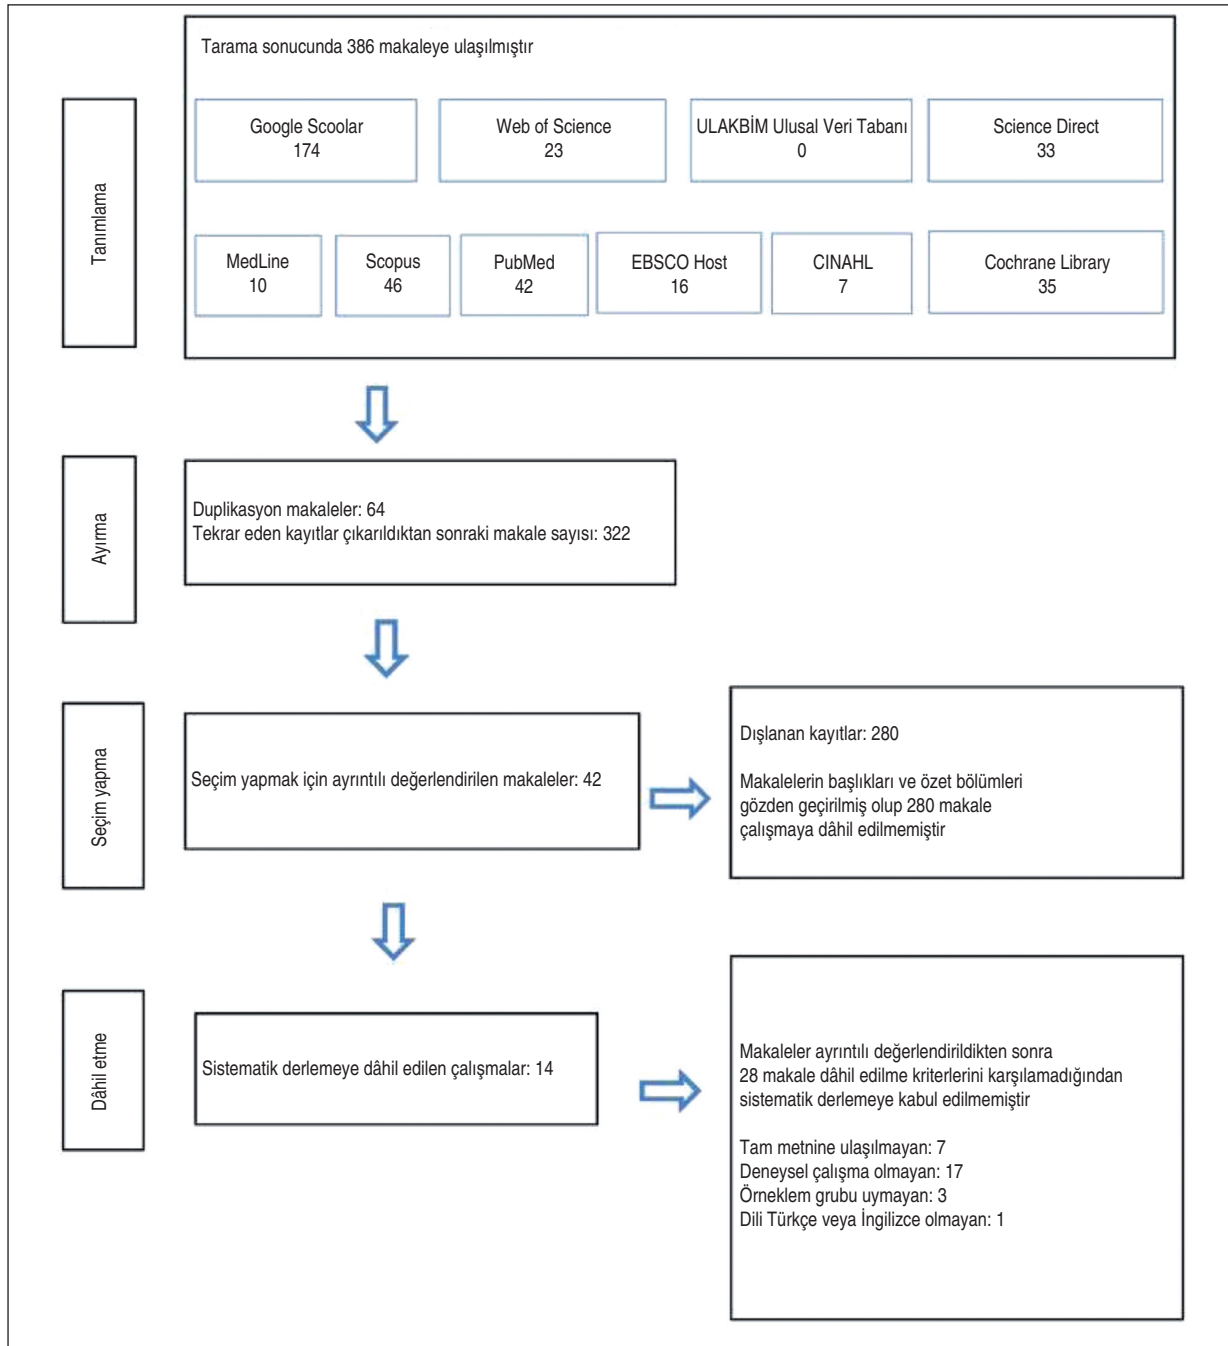 Tarama sonucunda 386 makaleye ulaşılmıştır
Google Scoolar
174
Web of Science
23
ULAKBİM Ulusal Veri Tabanı
0
Science Direct
33
MedLine
10
Scopus
46
PubMed
42
EBSCO Host
16
CINAHL
7
Cochrane Library
35
Tanımlama
Ayırma
Duplikasyon makaleler: 64
Tekrar eden kayıtlar çıkarıldıktan sonraki makale sayısı: 322
Seçim yapma
Seçim yapmak için ayrıntılı değerlendirilen makaleler: 42
Dışlanan kayıtlar: 280
Makalelerin başlıkları ve özet bölümleri
gözden geçirilmiş olup 280 makale
çalışmaya dâhil edilmemiştir
Dâhil etme
Sistematik derlemeye dâhil edilen çalışmalar: 14
Makaleler ayrıntılı değerlendirildikten sonra
28 makale dâhil edilme kriterlerini karşılamadığından
sistematik derlemeye kabul edilmemiştir
Tam metnine ulaşılmayan: 7
Deneysel çalışma olmayan: 17
Örneklem grubu uymayan: 3
Dili Türkçe veya İngilizce olmayan: 1